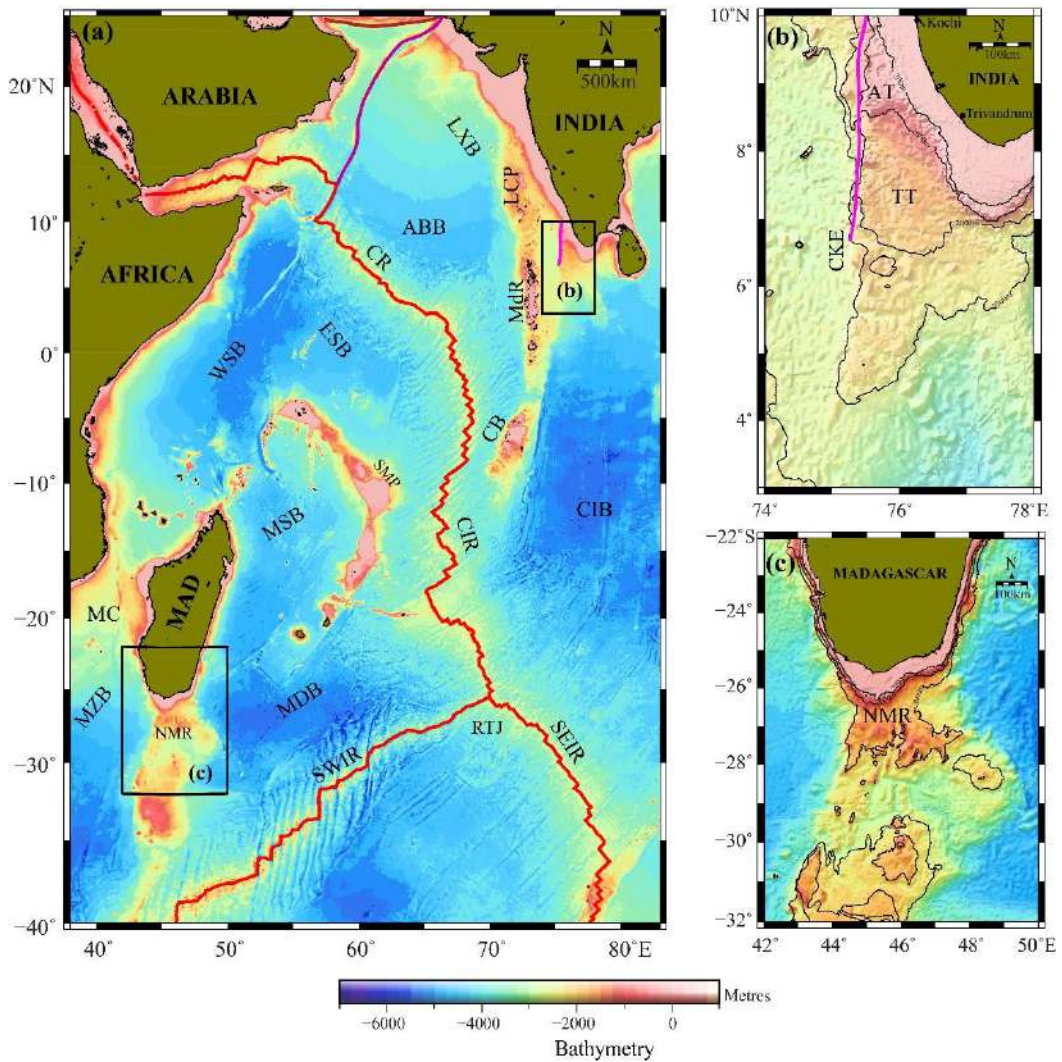 (a)
N
500km
20°N
10°
0°
−10°
−20°
−30°
−40°
40°
50°
60°
70°
80°E
ARABIA
INDIA
AFRICA
LXB
LCP
ABB
CR
(b)
MdR
ESB
WSB
CB
SMP
MSB
CIR
CIB
MAD
MC
MZB
NMR
(c)
MDB
RTJ
SWIR
SEIR
(b)
N
100km
10°N
8°
6°
4°
74°
76°
78°E
Kochi
INDIA
AT
Trivandrum
TT
CKE
(c)
N
100km
−22°S
−24°
−26°
−28°
−30°
−32°
42°
44°
46°
48°
50°E
MADAGASCAR
NMR
Metres
−6000
−4000
−2000
0
Bathymetry